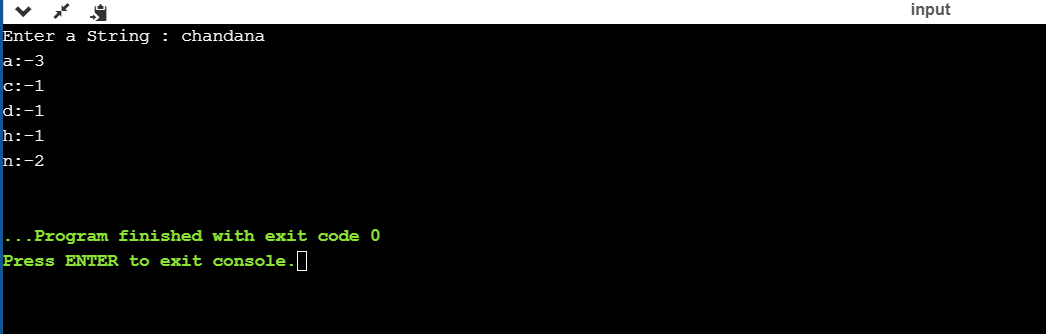 input
Enter a String : chandana
a:-3
c:-1
d:-1
h:-1
n:-2
...Program finished with exit code 0
Press ENTER to exit console.